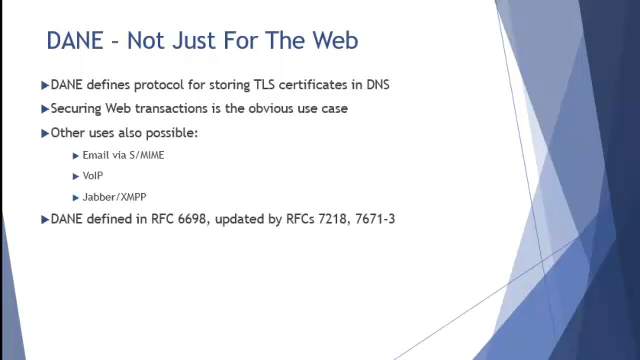 DANE – Not Just For The Web
DANE defines protocol for storing TLS certificates in DNS
Securing Web transactions is the obvious use case
Other uses also possible:
Email via S/MIME
VoIP
Jabber/XMPP
DANE defined in RFC 6698, updated by RFCs 7218, 7671-3